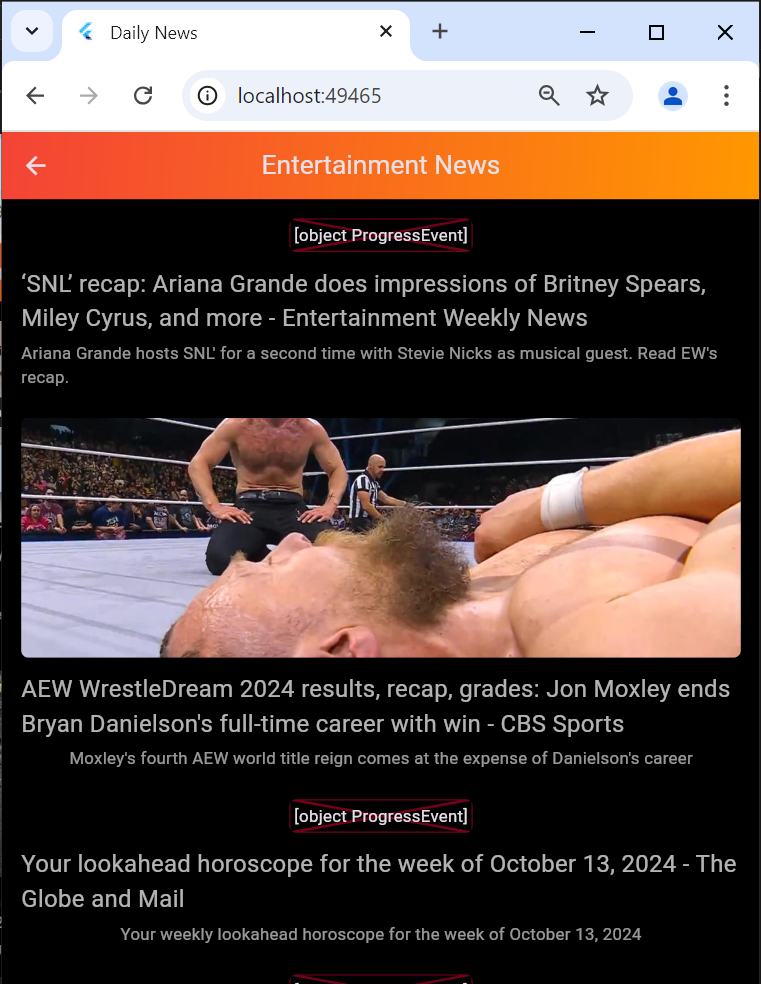 Daily News
localhost:49465
Entertainment News
[object ProgressEvent]
‘SNL’ recap: Ariana Grande does impressions of Britney Spears,
Miley Cyrus, and more - Entertainment Weekly News
Ariana Grande hosts SNL' for a second time with Stevie Nicks as musical guest. Read EW's
recap.
AEW WrestleDream 2024 results, recap, grades: Jon Moxley ends
Bryan Danielson's full-time career with win - CBS Sports
Moxley's fourth AEW world title reign comes at the expense of Danielson's career
[object ProgressEvent]
Your lookahead horoscope for the week of October 13, 2024 - The
Globe and Mail
Your weekly lookahead horoscope for the week of October 13, 2024